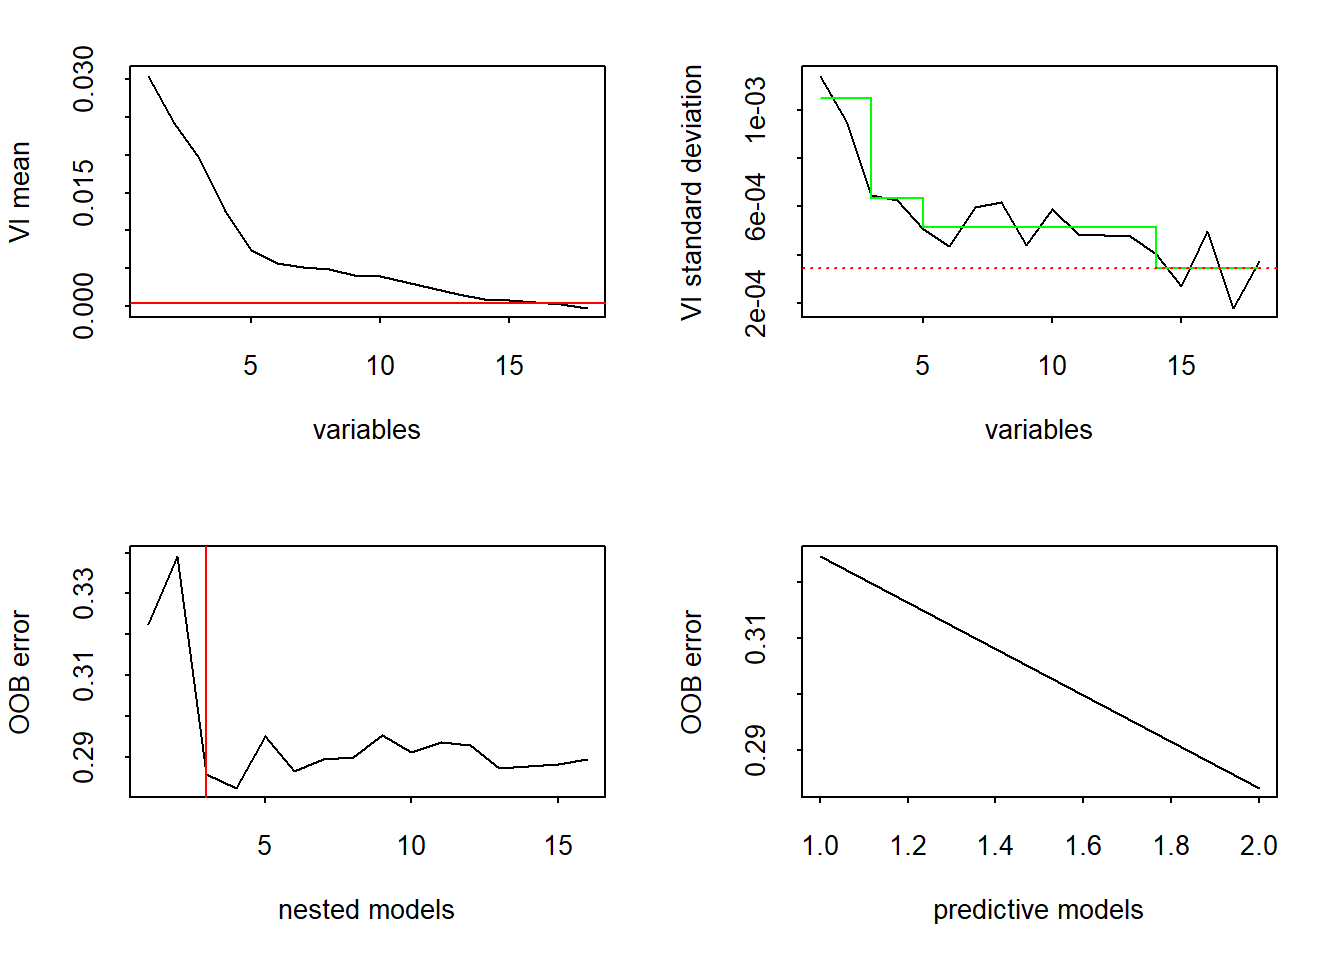 VI mean
0.000
0.015
0.030
5
10
15
variables
VI standard deviation
2e-04
6e-04
1e-03
5
10
15
variables
OOB error
0.29
0.31
0.33
5
10
15
nested models
OOB error
0.29
0.31
1.0
1.2
1.4
1.6
1.8
2.0
predictive models